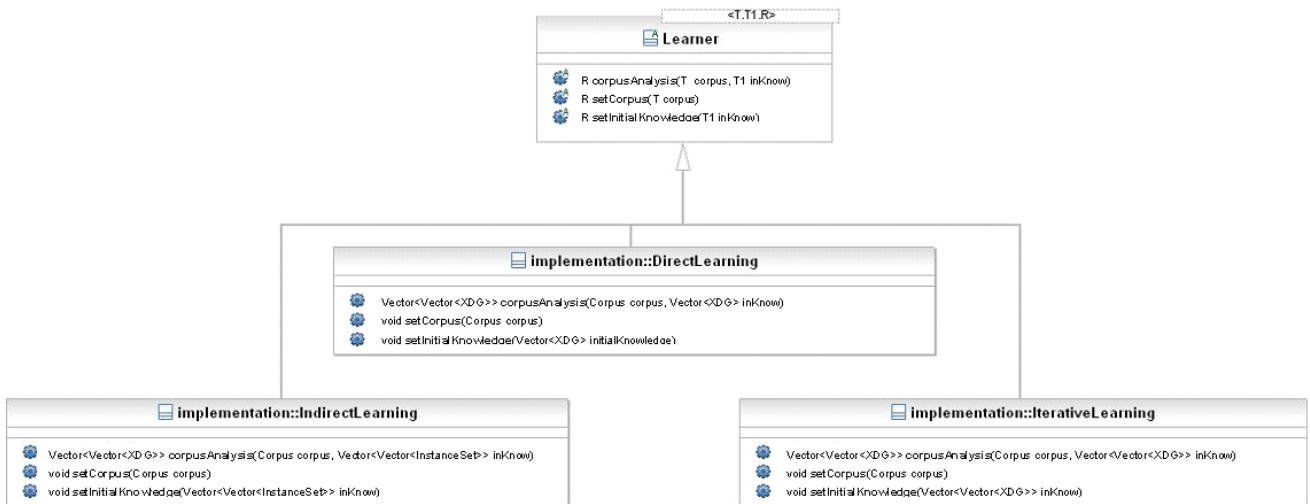 <T.T1.R>
Learner
R corpusAnalysis(T corpus, T1 inKnow)
R setCorpus(T corpus)
R setInitialKnowledge(T1 inKnow)
implementation::DirectLearning
Vector<Vector<XDG>> corpusAnalysis(Corpus corpus, Vector<XDG> inKnow)
void setCorpus(Corpus corpus)
void setInitialKnowledge(Vector<XDG> initialKnowledge)
implementation::IndirectLearning
Vector<Vector<XDG>> corpusAnalysis(Corpus corpus, Vector<Vector<InstanceSet>> inKnow)
void setCorpus(Corpus corpus)
void setInitialKnowledge(Vector<Vector<InstanceSet>> inKnow)
implementation::IterativeLearning
Vector<Vector<XDG>> corpusAnalysis(Corpus corpus, Vector<Vector<XDG>> inKnow)
void setCorpus(Corpus corpus)
void setInitialKnowledge(Vector<Vector<XDG>> inKnow)